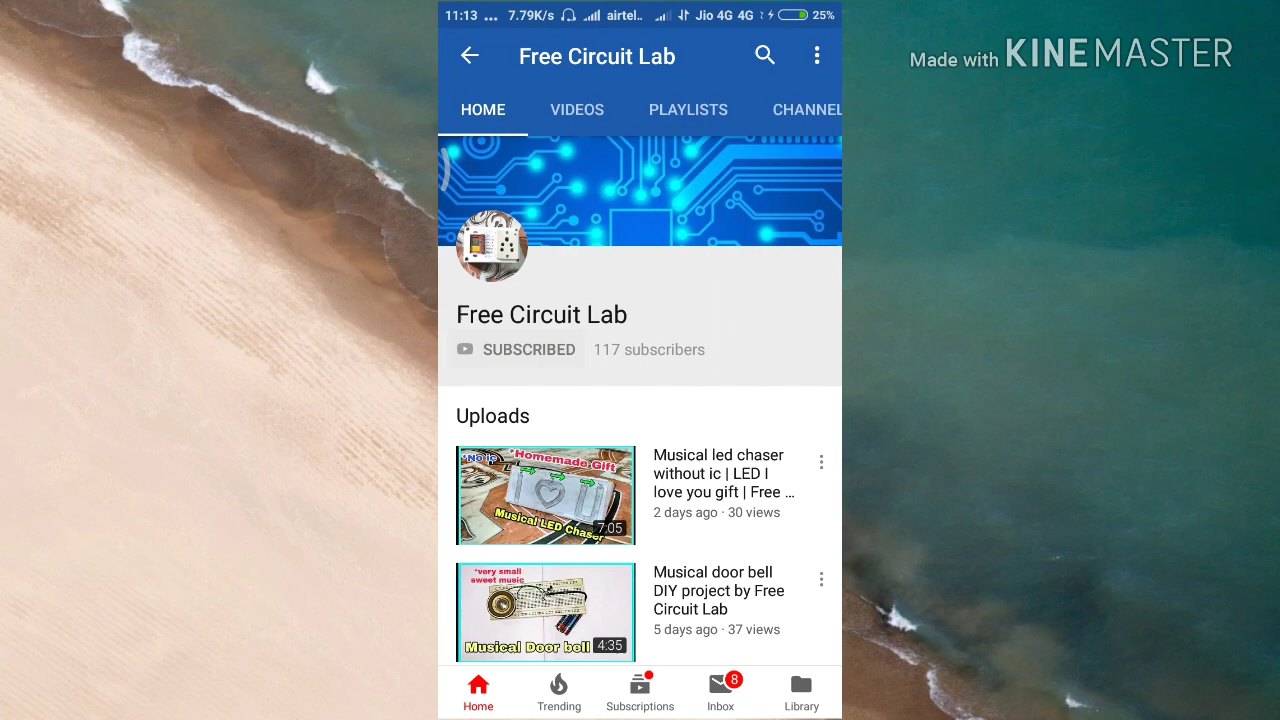 11:13 ... 7.79K/s airtel.. Jio 4G 4G 25%
Made with KINEMASTER
Free Circuit Lab
HOME VIDEOS PLAYLISTS CHANNEL
Free Circuit Lab
SUBSCRIBED 117 subscribers
Uploads
*No ic *Homemade Gift
Musical LED Chaser
7:05
Musical led chaser
without ic | LED I
love you gift | Free ...
2 days ago · 30 views
*very small
sweet music
Musical Door bell
4:35
Musical door bell
DIY project by Free
Circuit Lab
5 days ago · 37 views
8
Home Trending Subscriptions Inbox Library